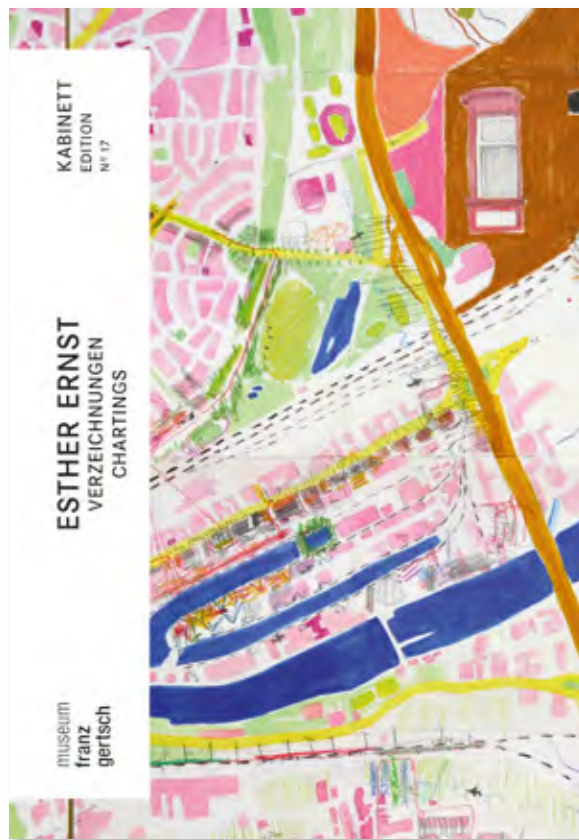 KABINETT
EDITION
Nº 17
ESTHER ERNST
VERZEICHNUNGEN
CHARTINGS
museum
franz
gertsch